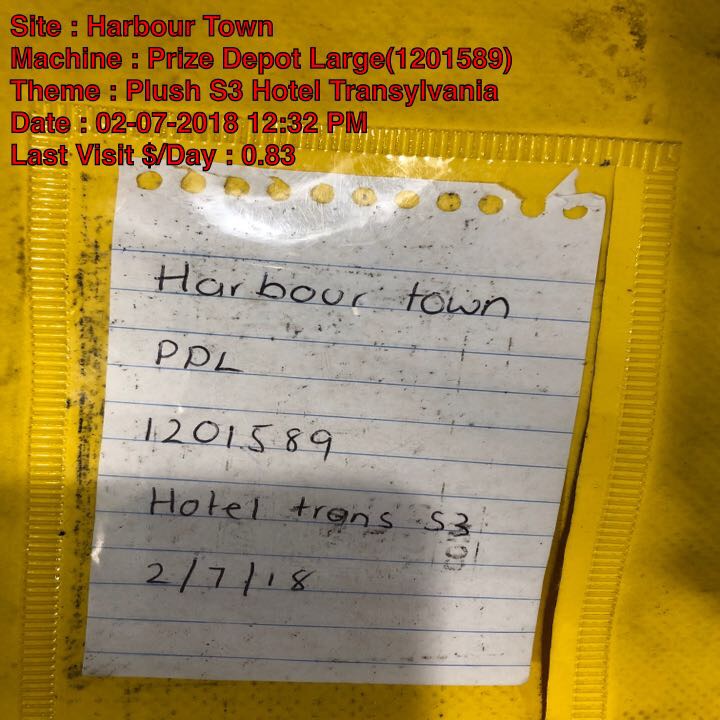 Site : Harbour Town
Machine : Prize Depot Large(1201589)
Theme : Plush S3 Hotel Transylvania
Date : 02-07-2018 12:32 PM
Last Visit $/Day : 0.83
Harbour town
PDL
1201589
Hotel trans S3
2/7/18